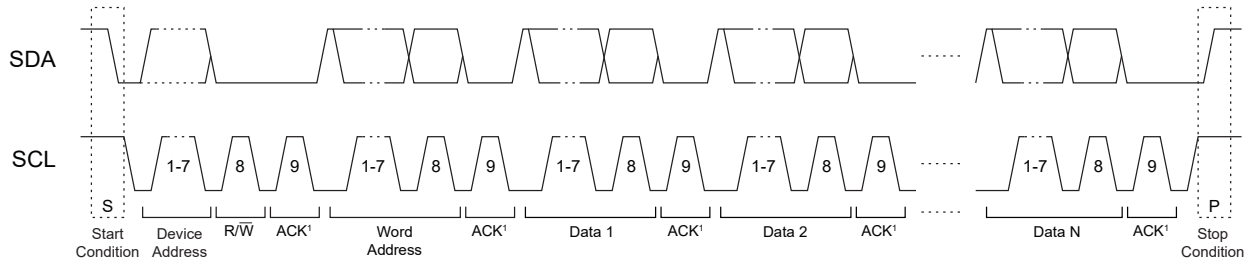 SDA
SCL
1-7 8 9 1-7 8 9 1-7 8 9 1-7 8 9 1-7 8 9
S P
Start Condition
Device Address
R/W̅
ACK¹
Word Address
ACK¹
Data 1
ACK¹
Data 2
ACK¹
Data N
ACK¹
Stop Condition